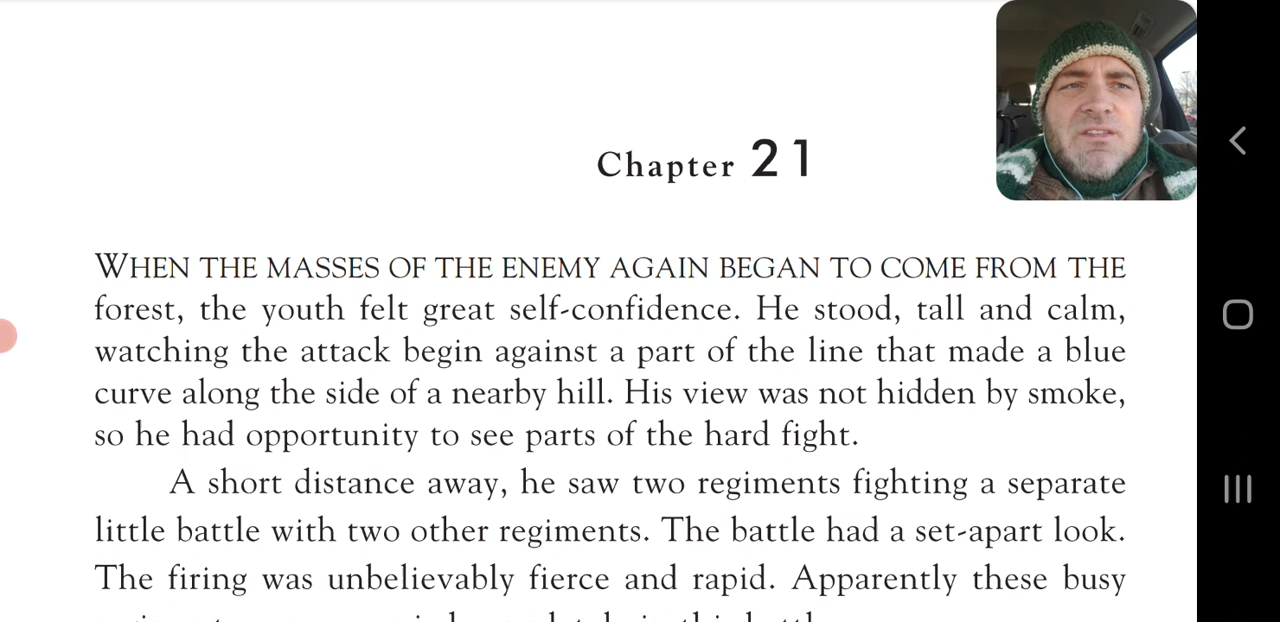 Chapter 21
WHEN THE MASSES OF THE ENEMY AGAIN BEGAN TO COME FROM THE
forest, the youth felt great self-confidence. He stood, tall and calm,
watching the attack begin against a part of the line that made a blue
curve along the side of a nearby hill. His view was not hidden by smoke,
so he had opportunity to see parts of the hard fight.
A short distance away, he saw two regiments fighting a separate
little battle with two other regiments. The battle had a set-apart look.
The firing was unbelievably fierce and rapid. Apparently these busy